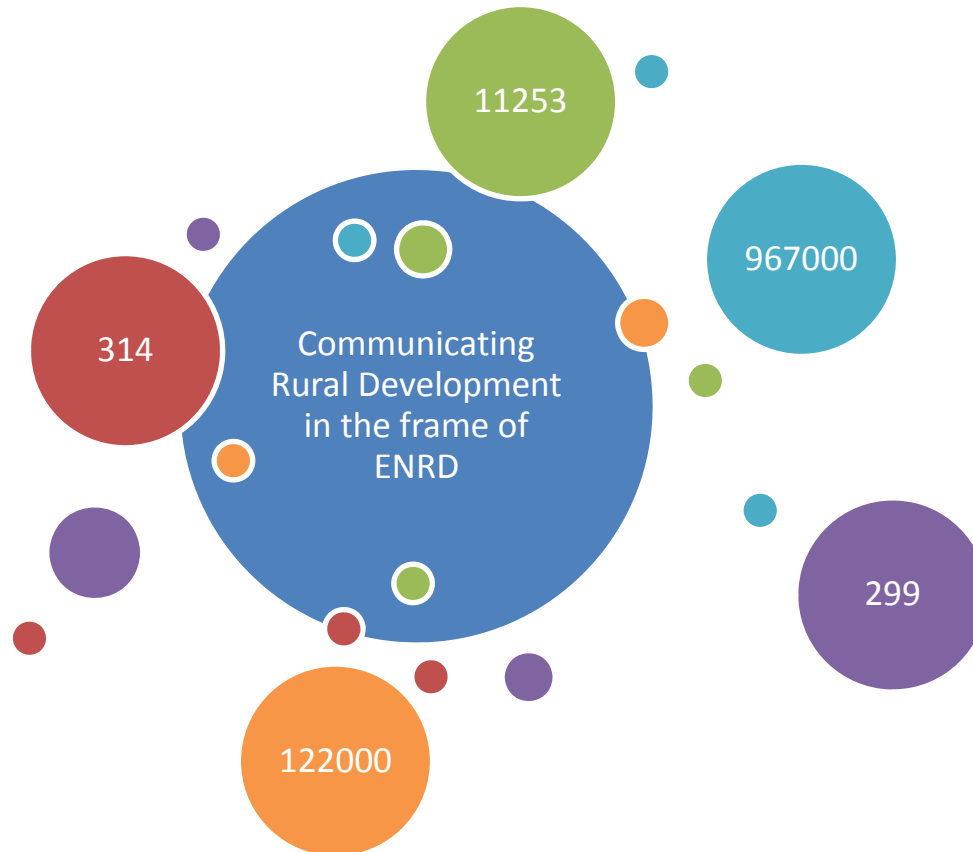 11253
967000
314
Communicating
Rural Development
in the frame of
ENRD
299
122000